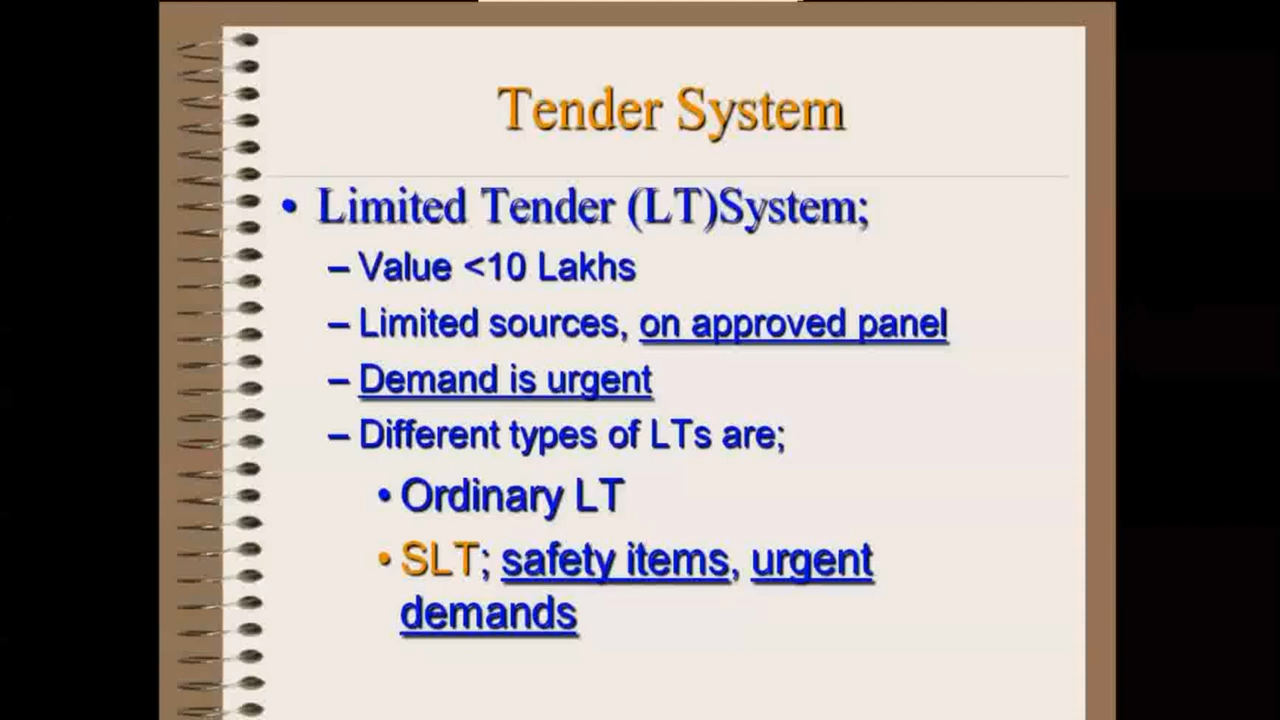 Tender System
• Limited Tender (LT)System;
– Value <10 Lakhs
– Limited sources, on approved panel
– Demand is urgent
– Different types of LTs are;
• Ordinary LT
• SLT; safety items, urgent
demands